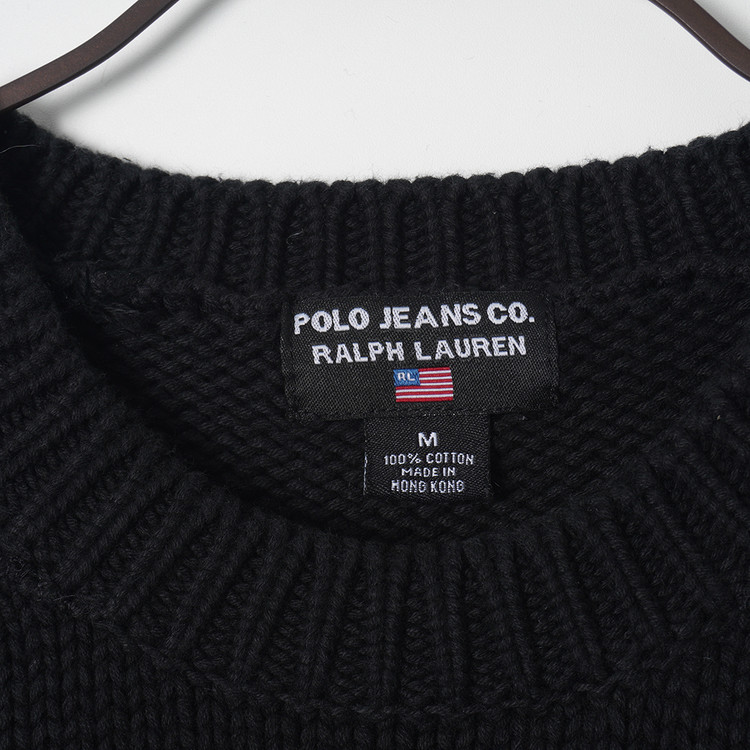 POLO JEANS CO.
RALPH LAUREN
RL
M
100% COTTON
MADE IN
HONG KONG